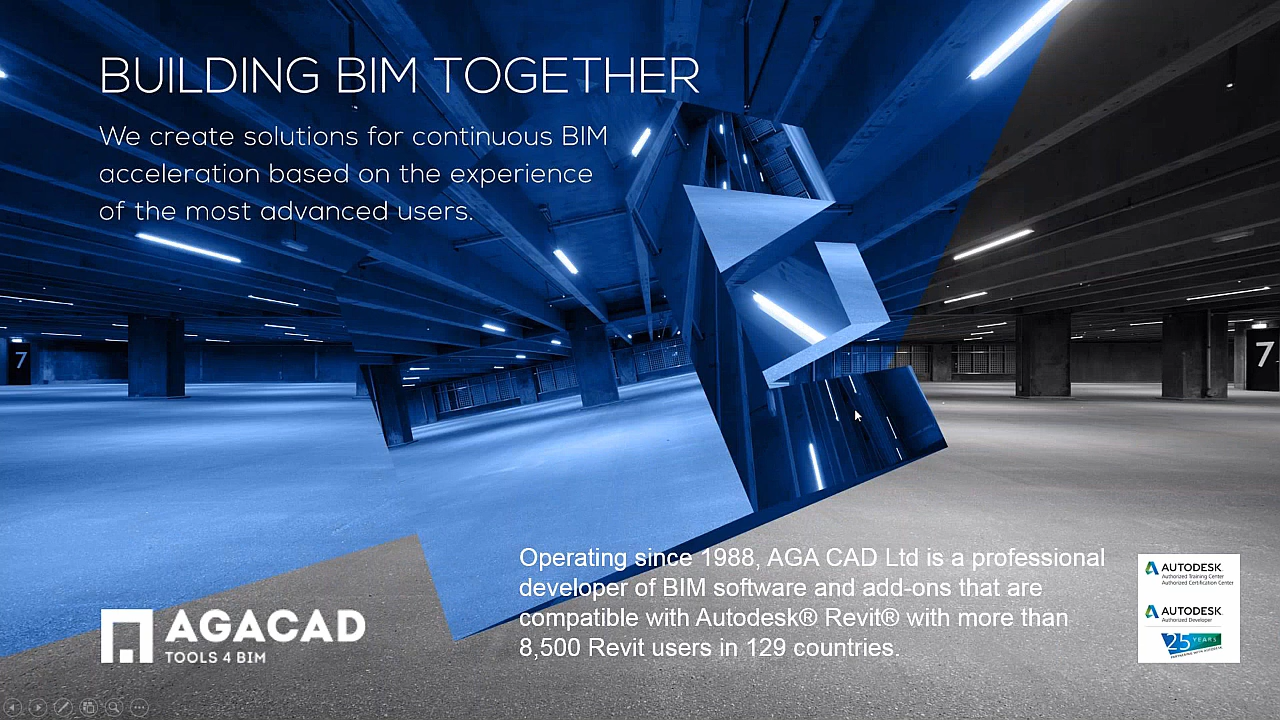 BUILDING BIM TOGETHER
We create solutions for continuous BIM
acceleration based on the experience
of the most advanced users.
7
7
Operating since 1988, AGA CAD Ltd is a professional
developer of BIM software and add-ons that are
compatible with Autodesk® Revit® with more than
8,500 Revit users in 129 countries.
AGACAD
TOOLS 4 BIM
AUTODESK
Authorized Training Center
Authorized Certification Center
AUTODESK
Authorized Developer
25 YEARS